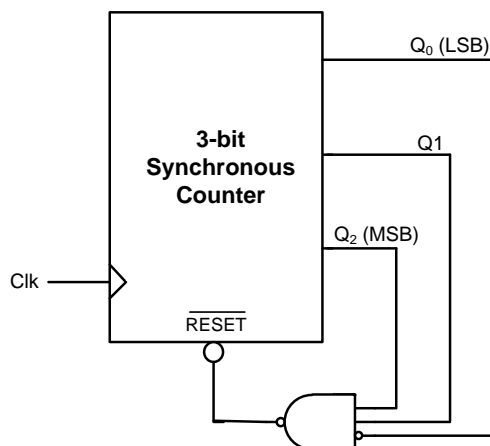 Q₀ (LSB)
3-bit
Synchronous
Counter
Q1
Q₂ (MSB)
Clk
RESET